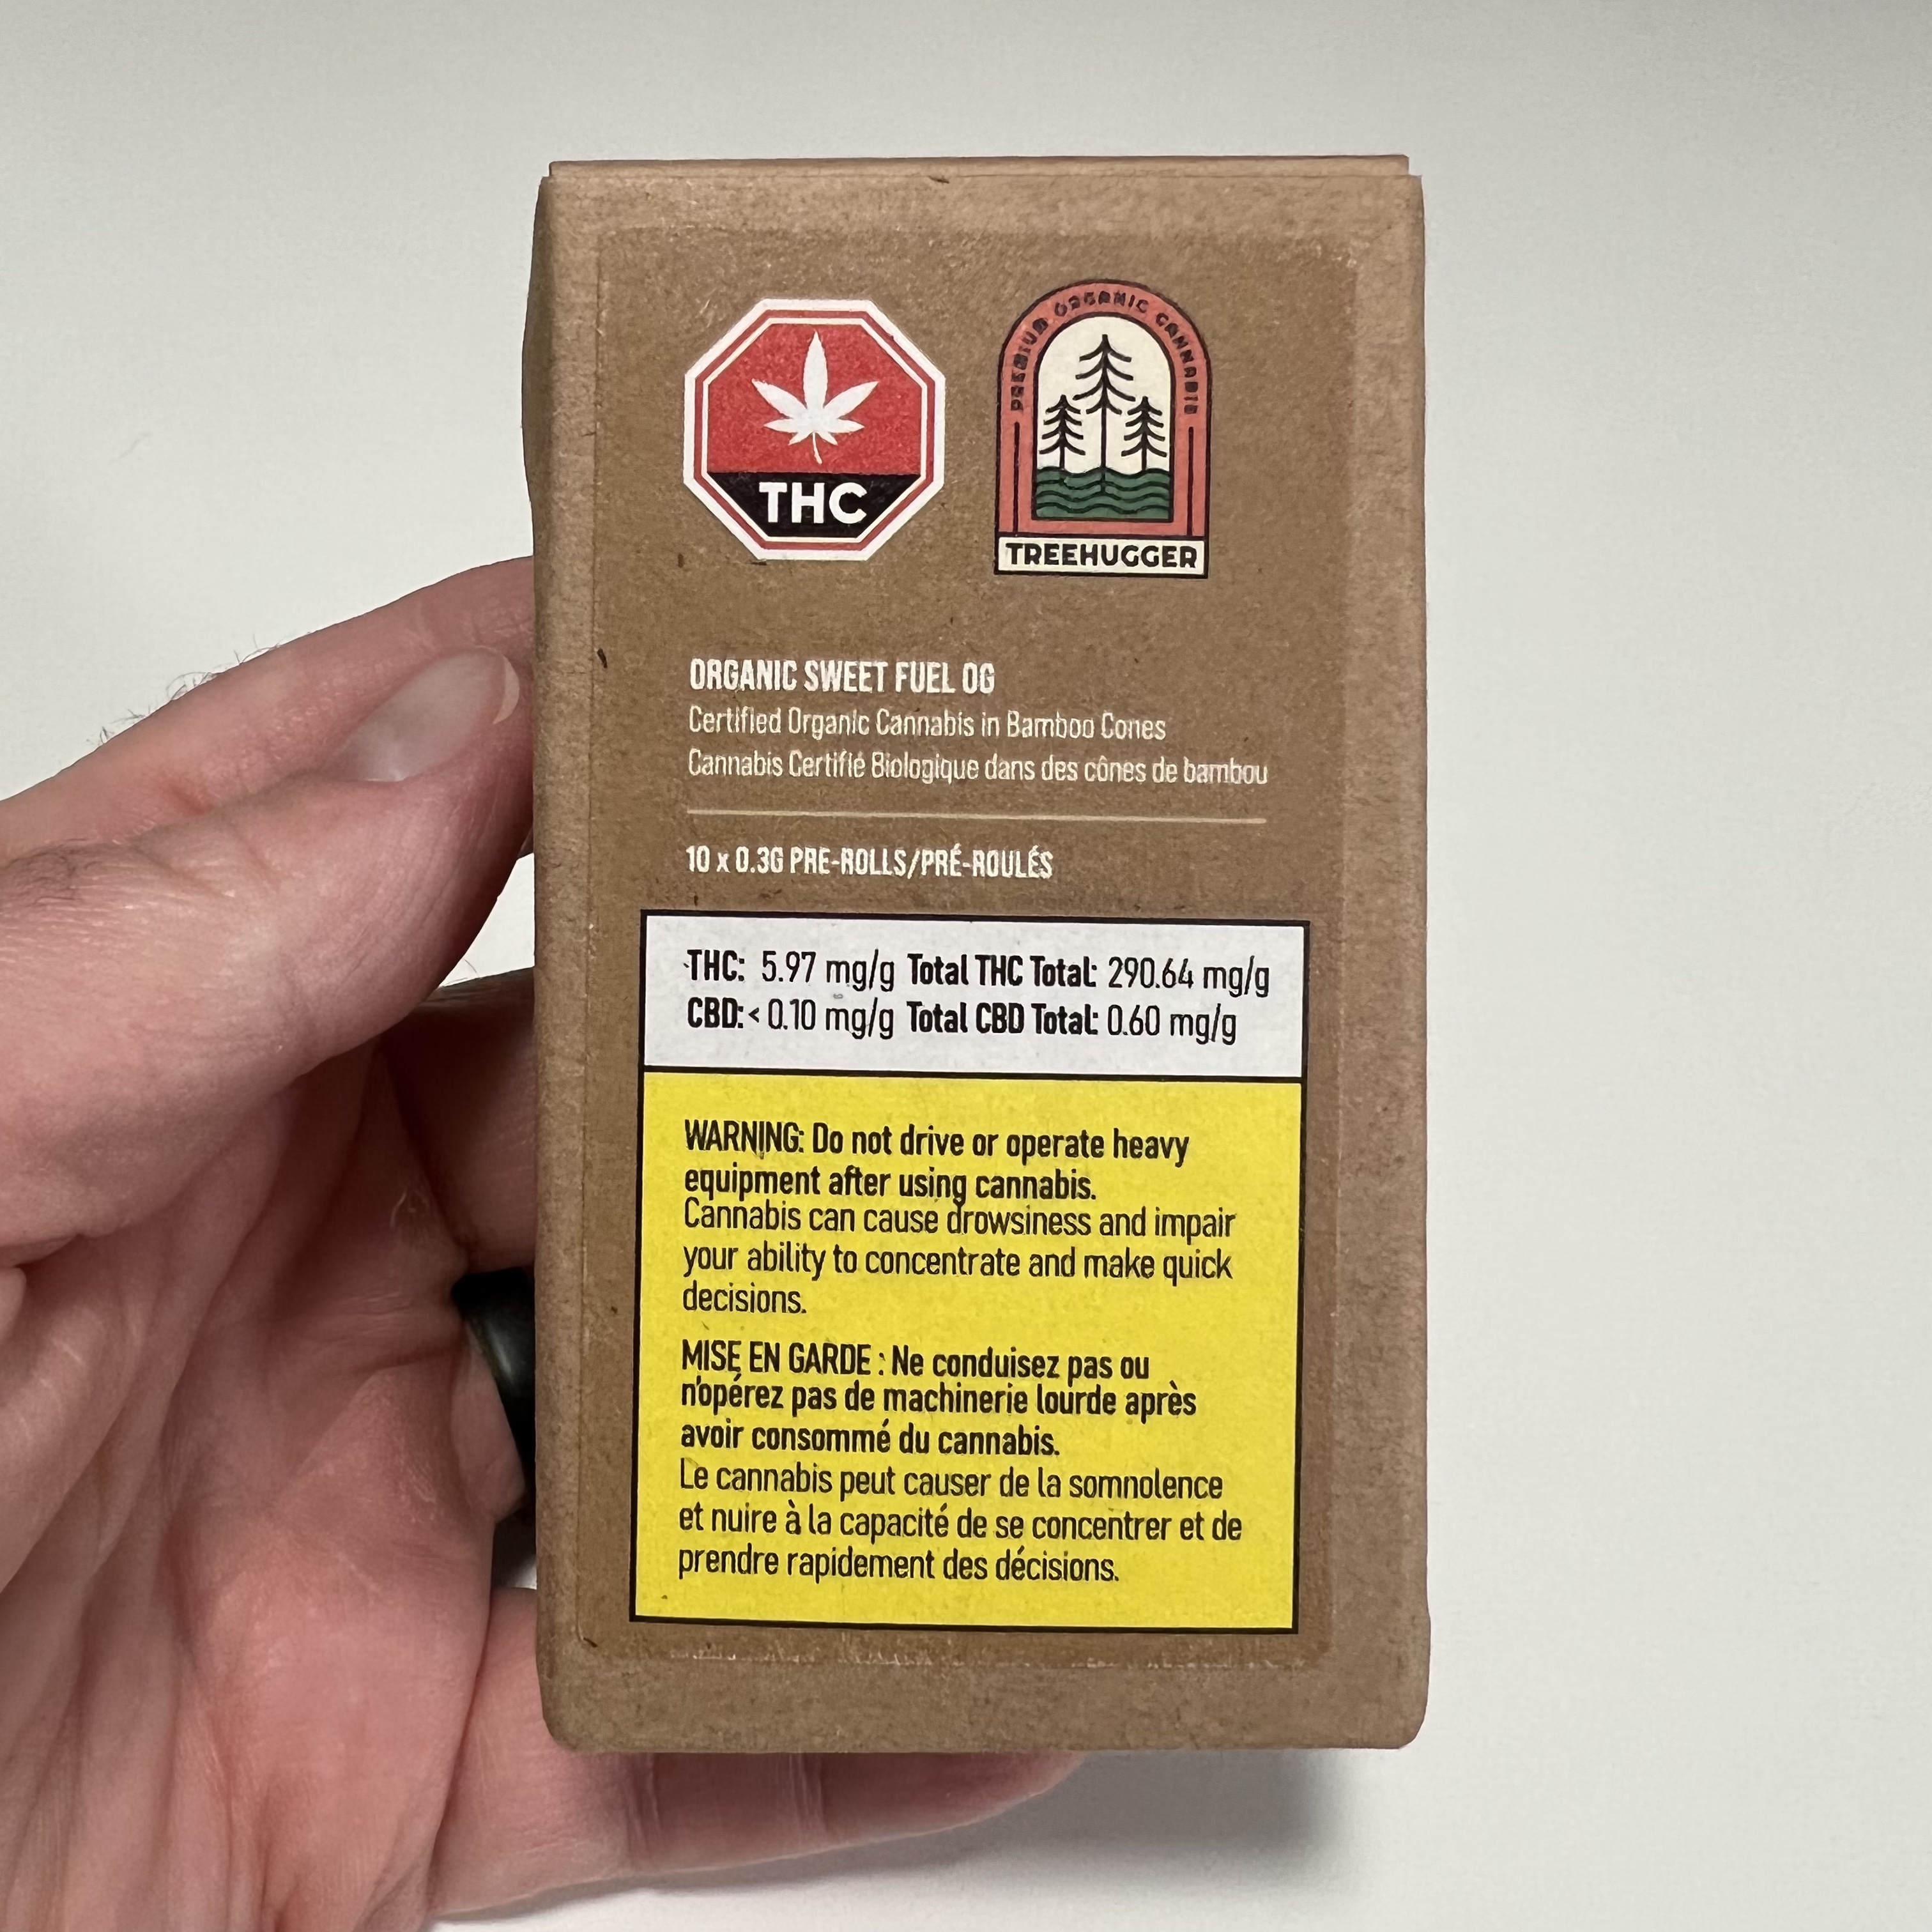 PREMIUM ORGANIC CANNABIS
THC
TREEHUGGER
ORGANIC SWEET FUEL OG
Certified Organic Cannabis in Bamboo Cones
Cannabis Certifié Biologique dans des cônes de bambou
10 x 0.3G PRE-ROLLS/PRÉ-ROULÉS
THC: 5.97 mg/g Total THC Total: 290.64 mg/g
CBD: < 0.10 mg/g Total CBD Total: 0.60 mg/g
WARNING: Do not drive or operate heavy
equipment after using cannabis.
Cannabis can cause drowsiness and impair
your ability to concentrate and make quick
decisions.
MISE EN GARDE : Ne conduisez pas ou
n'opérez pas de machinerie lourde après
avoir consommé du cannabis.
Le cannabis peut causer de la somnolence
et nuire à la capacité de se concentrer et de
prendre rapidement des décisions.